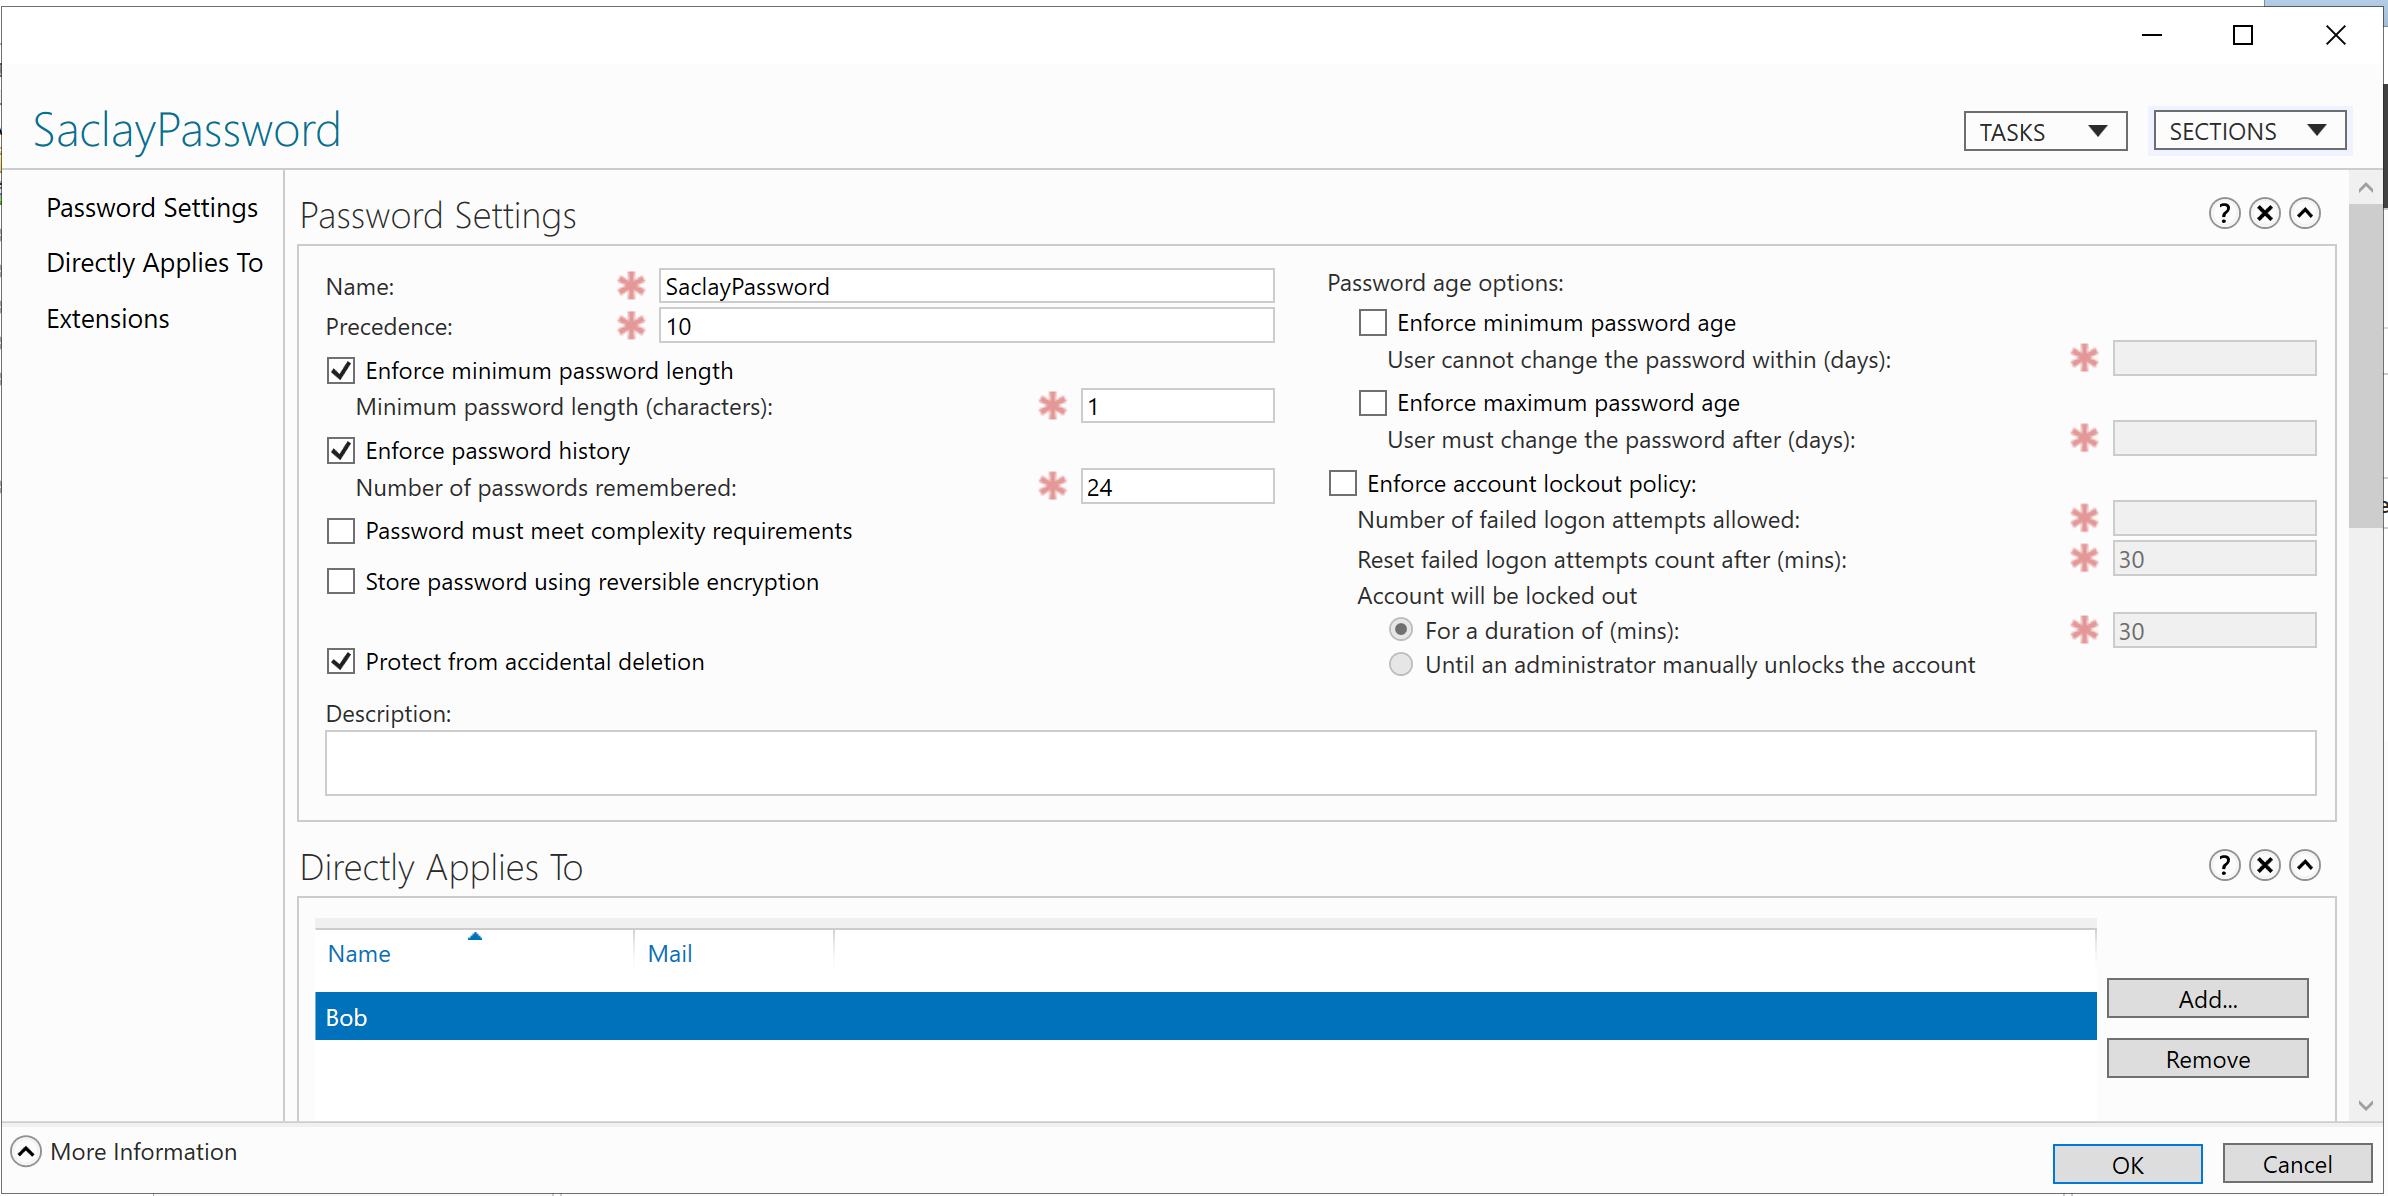 SaclayPassword
TASKS
SECTIONS
Password Settings
Directly Applies To
Extensions
Password Settings
Name:
SaclayPassword
Precedence:
10
Enforce minimum password length
Minimum password length (characters):
1
Enforce password history
Number of passwords remembered:
24
Password must meet complexity requirements
Store password using reversible encryption
Protect from accidental deletion
Password age options:
Enforce minimum password age
User cannot change the password within (days):
Enforce maximum password age
User must change the password after (days):
Enforce account lockout policy:
Number of failed logon attempts allowed:
Reset failed logon attempts count after (mins):
30
Account will be locked out
For a duration of (mins):
30
Until an administrator manually unlocks the account
Description:
Directly Applies To
Name
Mail
Bob
Add...
Remove
More Information
OK
Cancel